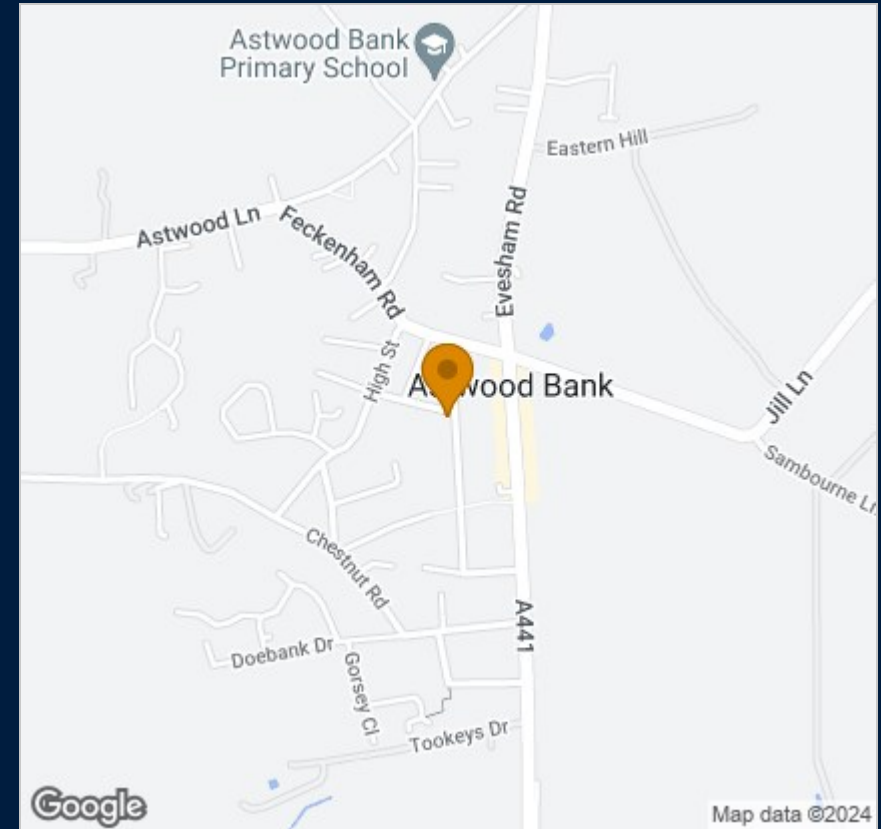 Astwood Bank
Primary School
Eastern Hill
Astwood Ln
Feckenham Rd
Evesham Rd
High St
Jill Ln
Sambourne
Chestnut Rd
A441
Doebank Dr
Gorsey Cl
Tookeys Dr
Google
Map data ©2024